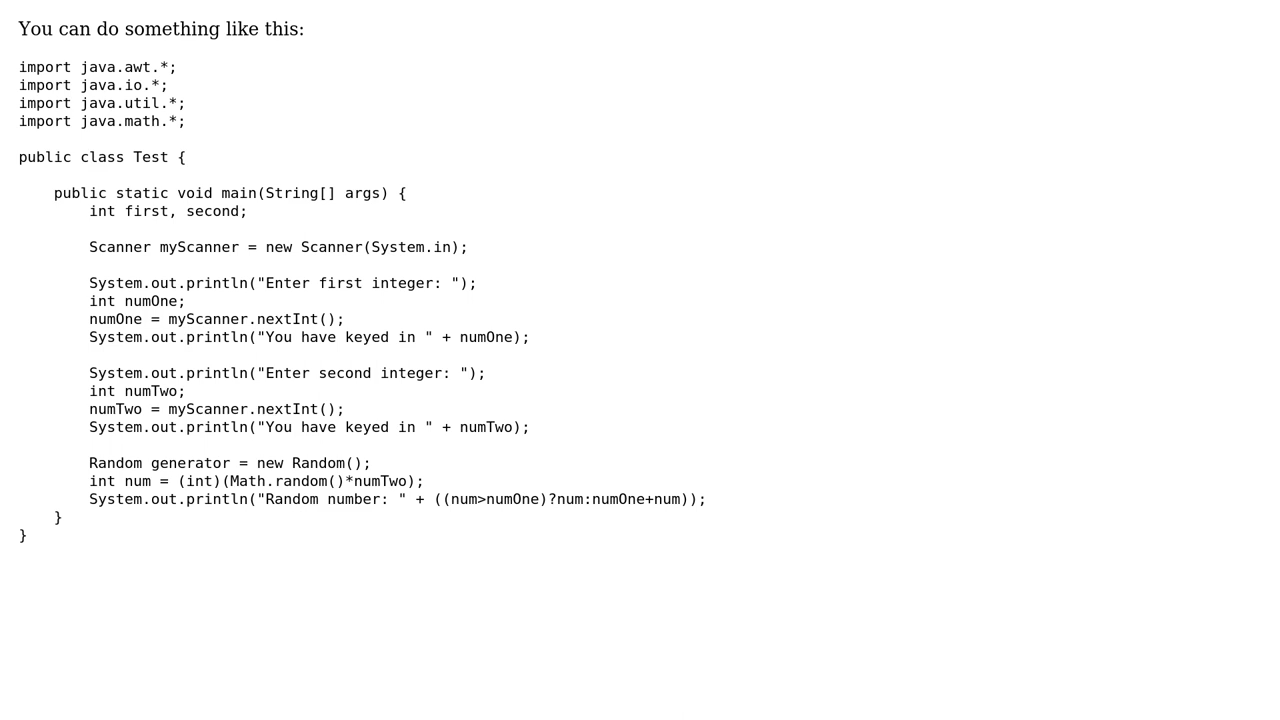 You can do something like this:
import java.awt.*;
import java.io.*;
import java.util.*;
import java.math.*;
public class Test {
    public static void main(String[] args) {
        int first, second;
        Scanner myScanner = new Scanner(System.in);
        System.out.println("Enter first integer: ");
        int numOne;
        numOne = myScanner.nextInt();
        System.out.println("You have keyed in " + numOne);
        System.out.println("Enter second integer: ");
        int numTwo;
        numTwo = myScanner.nextInt();
        System.out.println("You have keyed in " + numTwo);
        Random generator = new Random();
        int num = (int)(Math.random()*numTwo);
        System.out.println("Random number: " + ((num>numOne)?num:numOne+num));
    }
}